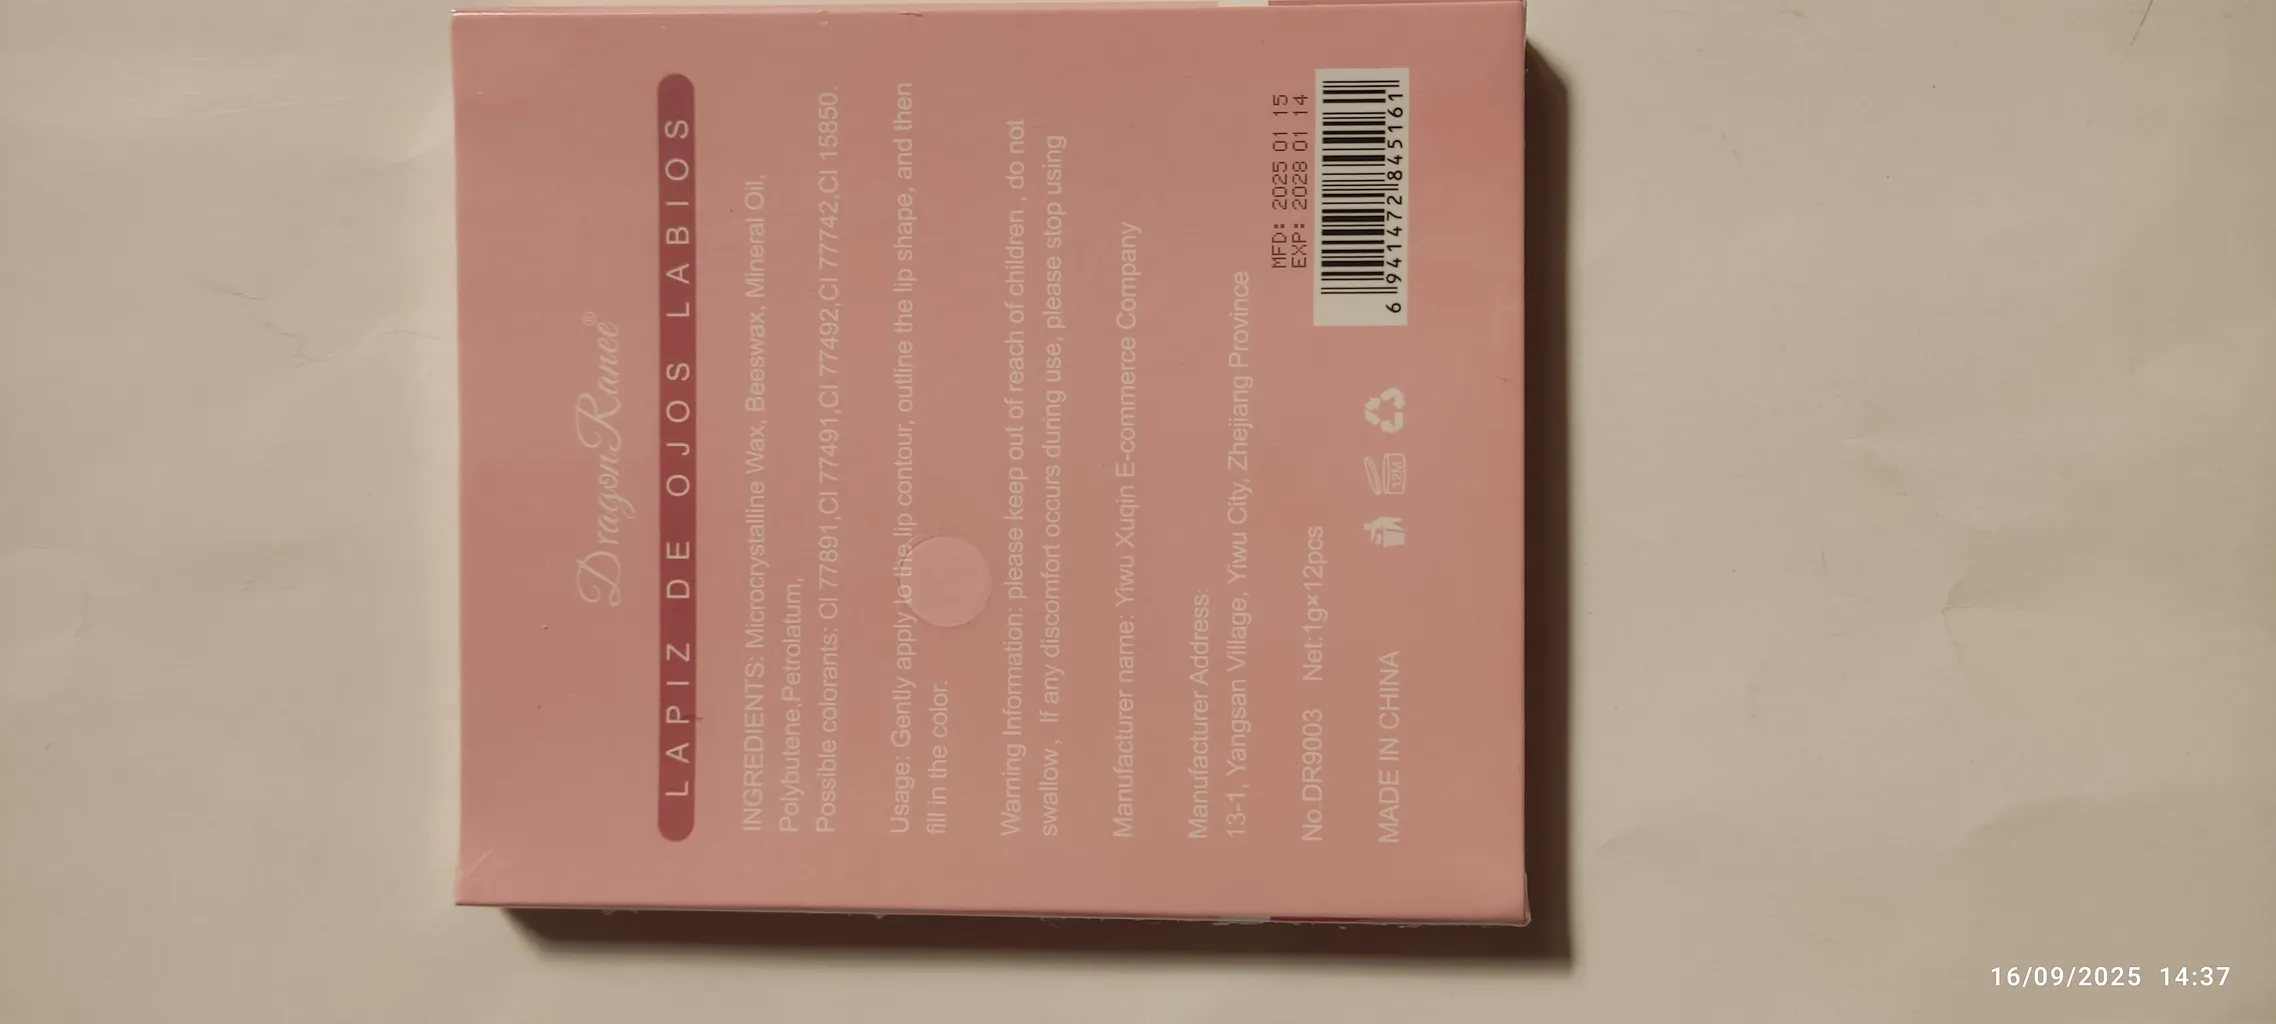 DragonRanee®
LAPIZ DE OJOS LABIOS
INGREDIENTS: Microcrystalline Wax, Beeswax, Mineral Oil,
Polybutene,Petrolatum,
Possible colorants: CI 77891,CI 77491,CI 77492,CI 77742,CI 15850.
Usage: Gently apply to the lip contour, outline the lip shape, and then
fill in the color.
Warning Information: please keep out of reach of children , do not
swallow , If any discomfort occurs during use, please stop using
Manufacturer name: Yiwu Xuqin E-commerce Company
Manufacturer Address:
13-1, Yangsan Village, Yiwu City, Zhejiang Province
MFD: 2025 01 15
EXP: 2028 01 14
No.DR9003 Net:1g×12pcs
6 941472 845161
MADE IN CHINA
12M
16/09/2025 14:37